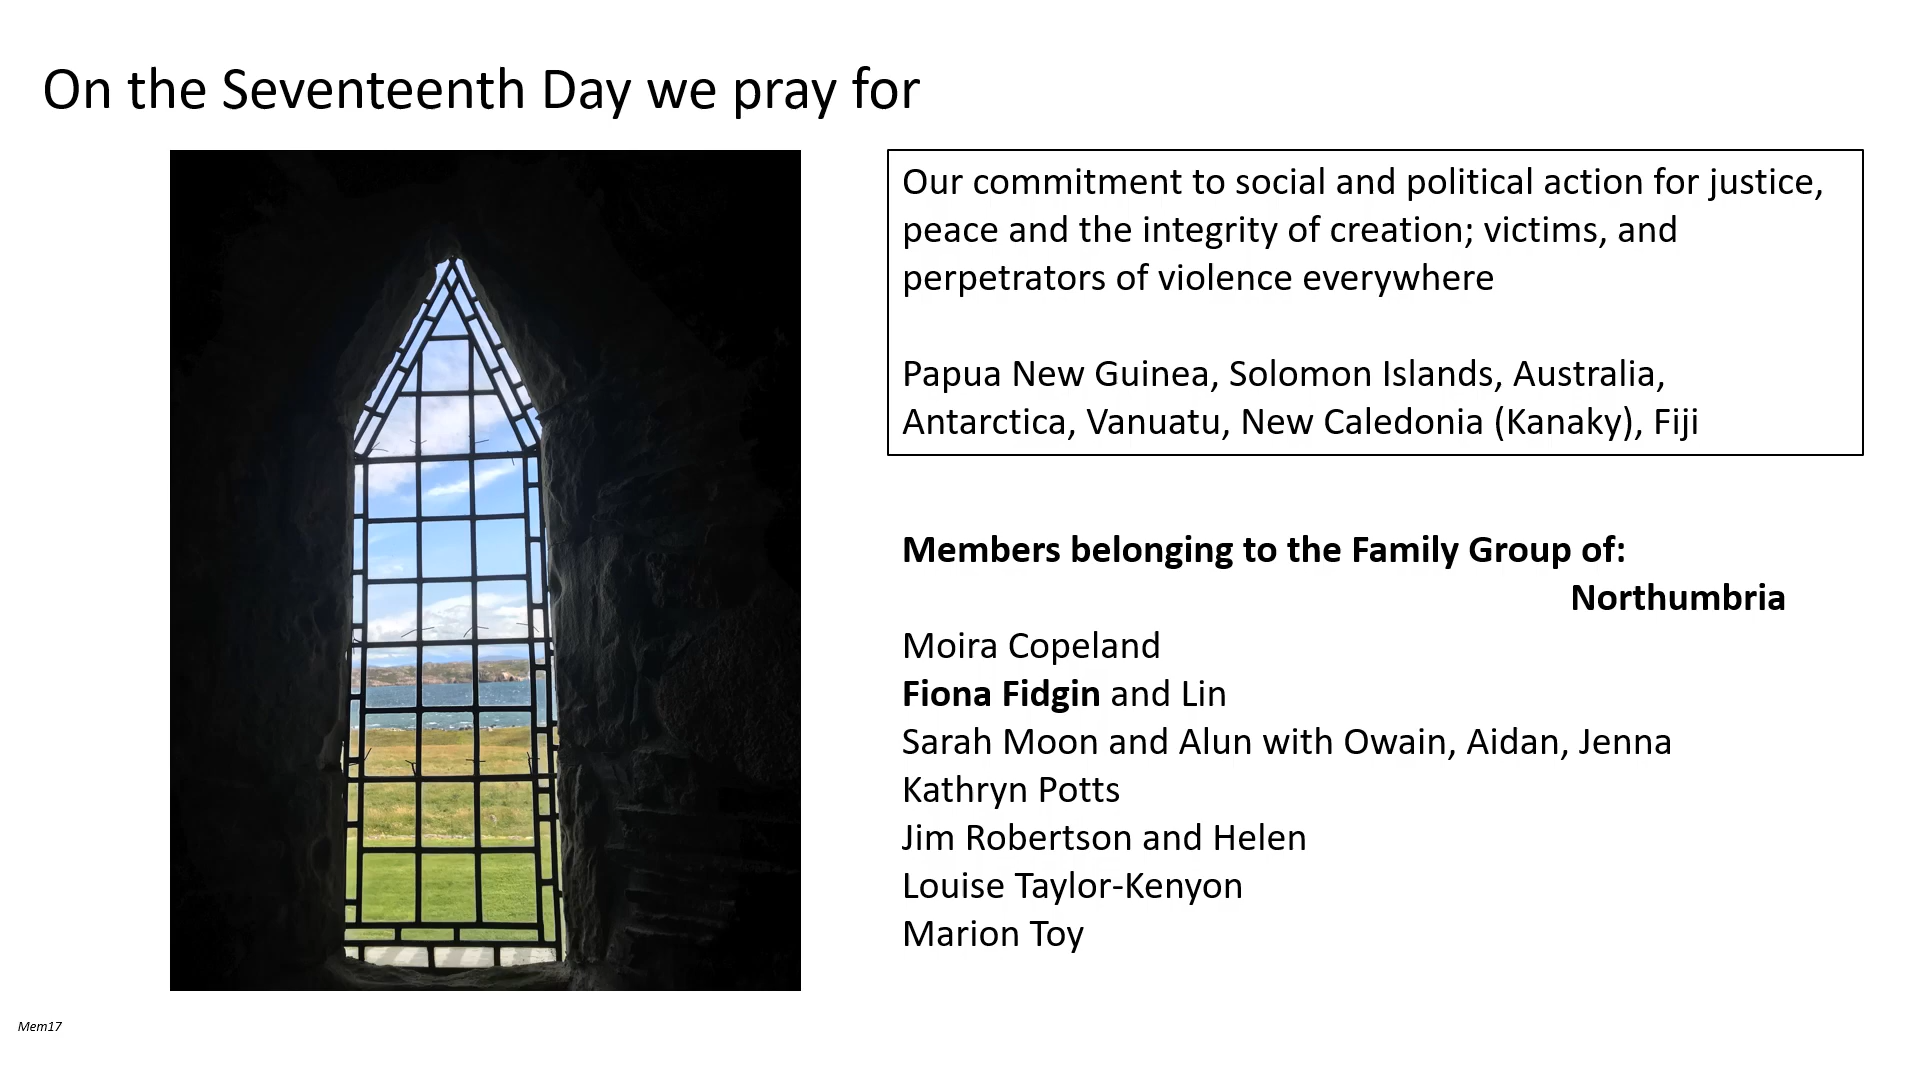 On the Seventeenth Day we pray for
Our commitment to social and political action for justice,
peace and the integrity of creation; victims, and
perpetrators of violence everywhere
Papua New Guinea, Solomon Islands, Australia,
Antarctica, Vanuatu, New Caledonia (Kanaky), Fiji
Members belonging to the Family Group of:
Northumbria
Moira Copeland
Fiona Fidgin and Lin
Sarah Moon and Alun with Owain, Aidan, Jenna
Kathryn Potts
Jim Robertson and Helen
Louise Taylor-Kenyon
Marion Toy
Mem17